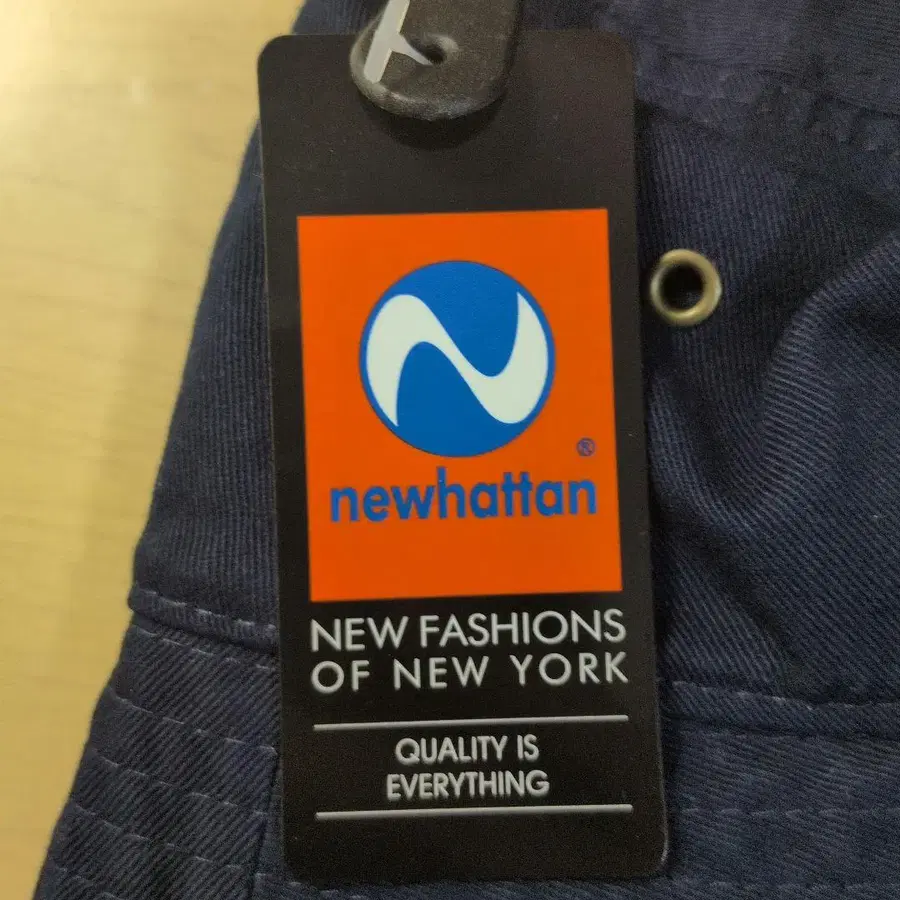 ®
newhattan
NEW FASHIONS
OF NEW YORK
QUALITY IS
EVERYTHING